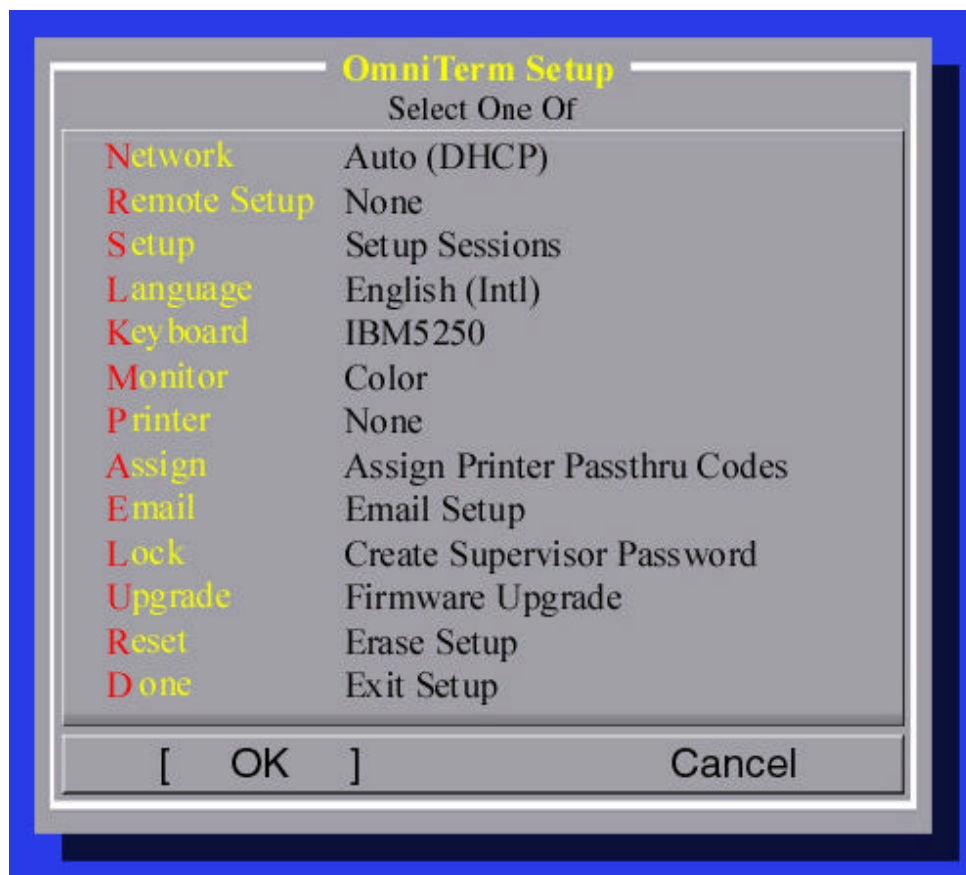 OmniTerm Setup
Select One Of
Network Auto (DHCP)
Remote Setup None
Setup Setup Sessions
Language English (Intl)
Keyboard IBM5250
Monitor Color
Printer None
Assign Assign Printer Passthru Codes
Email Email Setup
Lock Create Supervisor Password
Upgrade Firmware Upgrade
Reset Erase Setup
Done Exit Setup
[ OK ] Cancel